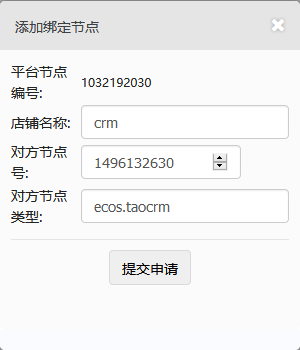 添加绑定节点
平台节点
编号:
1032192030
店铺名称:
crm
对方节点
号:
1496132630
对方节点
类型:
ecos.taocrm
提交申请